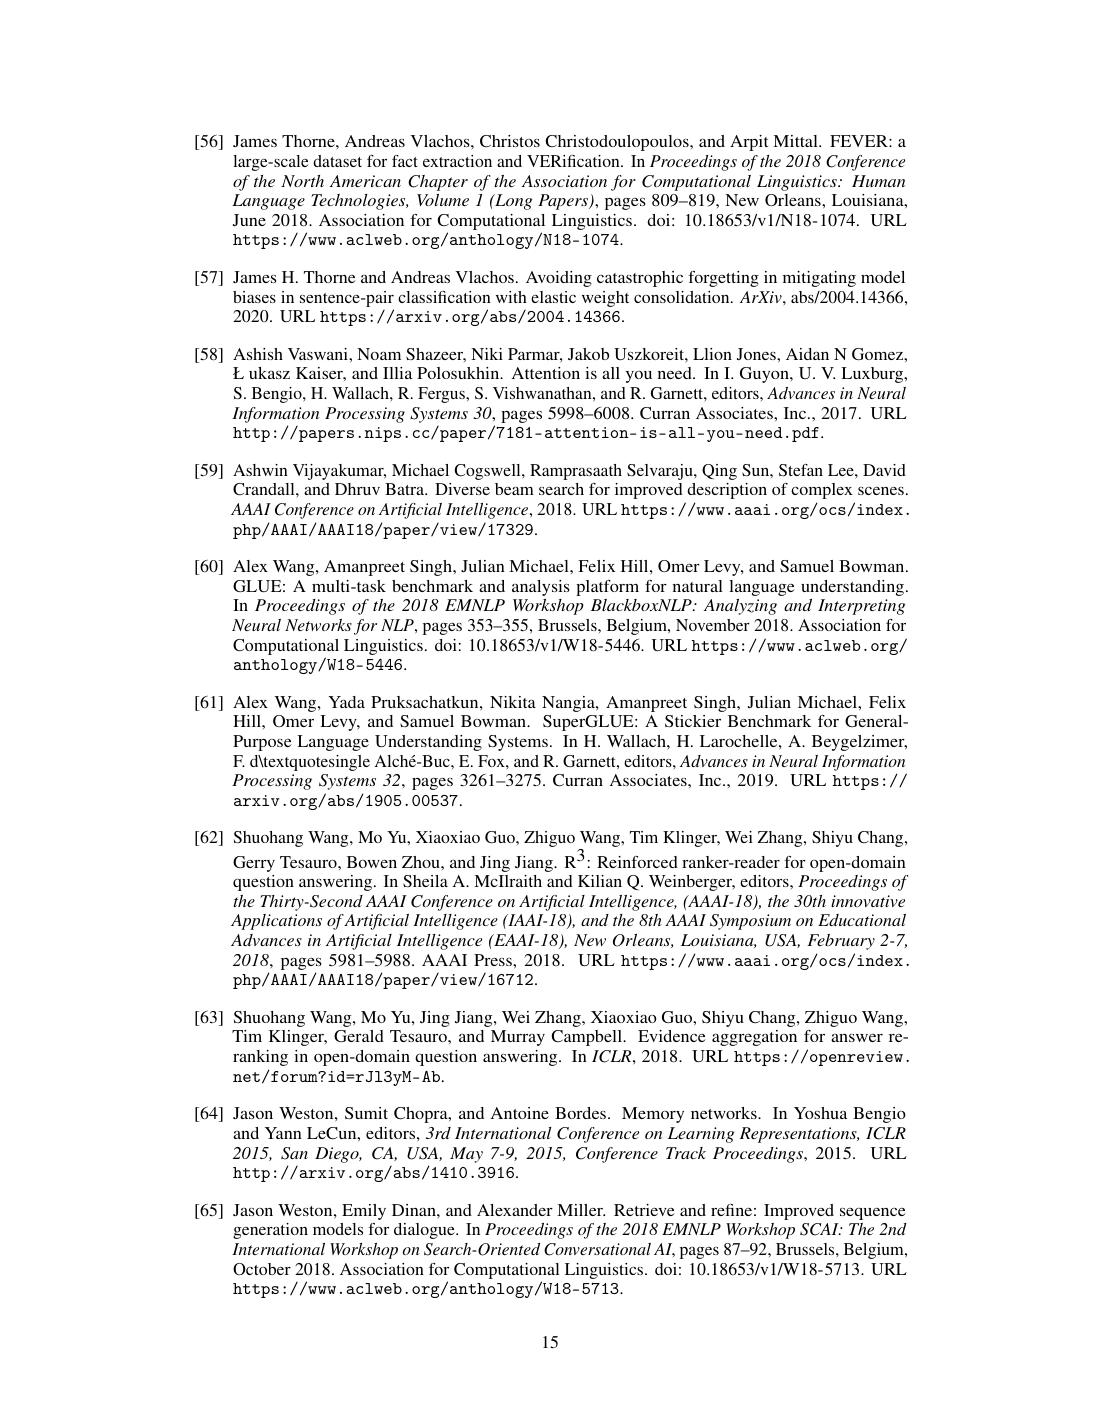 [56] James Thorne, Andreas Vlachos, Christos Christodoulopoulos, and Arpit Mittal. FEVER: a
large-scale dataset for fact extraction and VERification. In Proceedings of the 2018 Conference
of the North American Chapter of the Association for Computational Linguistics: Human
Language Technologies, Volume 1 (Long Papers), pages 809–819, New Orleans, Louisiana,
June 2018. Association for Computational Linguistics. doi: 10.18653/v1/N18-1074. URL
https://www.aclweb.org/anthology/N18-1074.
[57] James H. Thorne and Andreas Vlachos. Avoiding catastrophic forgetting in mitigating model
biases in sentence-pair classification with elastic weight consolidation. ArXiv, abs/2004.14366,
2020. URL https://arxiv.org/abs/2004.14366.
[58] Ashish Vaswani, Noam Shazeer, Niki Parmar, Jakob Uszkoreit, Llion Jones, Aidan N Gomez,
Ł ukasz Kaiser, and Illia Polosukhin. Attention is all you need. In I. Guyon, U. V. Luxburg,
S. Bengio, H. Wallach, R. Fergus, S. Vishwanathan, and R. Garnett, editors, Advances in Neural
Information Processing Systems 30, pages 5998–6008. Curran Associates, Inc., 2017. URL
http://papers.nips.cc/paper/7181-attention-is-all-you-need.pdf.
[59] Ashwin Vijayakumar, Michael Cogswell, Ramprasaath Selvaraju, Qing Sun, Stefan Lee, David
Crandall, and Dhruv Batra. Diverse beam search for improved description of complex scenes.
AAAI Conference on Artificial Intelligence, 2018. URL https://www.aaai.org/ocs/index.
php/AAAI/AAAI18/paper/view/17329.
[60] Alex Wang, Amanpreet Singh, Julian Michael, Felix Hill, Omer Levy, and Samuel Bowman.
GLUE: A multi-task benchmark and analysis platform for natural language understanding.
In Proceedings of the 2018 EMNLP Workshop BlackboxNLP: Analyzing and Interpreting
Neural Networks for NLP, pages 353–355, Brussels, Belgium, November 2018. Association for
Computational Linguistics. doi: 10.18653/v1/W18-5446. URL https://www.aclweb.org/
anthology/W18-5446.
[61] Alex Wang, Yada Pruksachatkun, Nikita Nangia, Amanpreet Singh, Julian Michael, Felix
Hill, Omer Levy, and Samuel Bowman. SuperGLUE: A Stickier Benchmark for General-
Purpose Language Understanding Systems. In H. Wallach, H. Larochelle, A. Beygelzimer,
F. d\textquotesingle Alché-Buc, E. Fox, and R. Garnett, editors, Advances in Neural Information
Processing Systems 32, pages 3261–3275. Curran Associates, Inc., 2019. URL https://
arxiv.org/abs/1905.00537.
[62] Shuohang Wang, Mo Yu, Xiaoxiao Guo, Zhiguo Wang, Tim Klinger, Wei Zhang, Shiyu Chang,
Gerry Tesauro, Bowen Zhou, and Jing Jiang. R³: Reinforced ranker-reader for open-domain
question answering. In Sheila A. McIlraith and Kilian Q. Weinberger, editors, Proceedings of
the Thirty-Second AAAI Conference on Artificial Intelligence, (AAAI-18), the 30th innovative
Applications of Artificial Intelligence (IAAI-18), and the 8th AAAI Symposium on Educational
Advances in Artificial Intelligence (EAAI-18), New Orleans, Louisiana, USA, February 2-7,
2018, pages 5981–5988. AAAI Press, 2018. URL https://www.aaai.org/ocs/index.
php/AAAI/AAAI18/paper/view/16712.
[63] Shuohang Wang, Mo Yu, Jing Jiang, Wei Zhang, Xiaoxiao Guo, Shiyu Chang, Zhiguo Wang,
Tim Klinger, Gerald Tesauro, and Murray Campbell. Evidence aggregation for answer re-
ranking in open-domain question answering. In ICLR, 2018. URL https://openreview.
net/forum?id=rJl3yM-Ab.
[64] Jason Weston, Sumit Chopra, and Antoine Bordes. Memory networks. In Yoshua Bengio
and Yann LeCun, editors, 3rd International Conference on Learning Representations, ICLR
2015, San Diego, CA, USA, May 7-9, 2015, Conference Track Proceedings, 2015. URL
http://arxiv.org/abs/1410.3916.
[65] Jason Weston, Emily Dinan, and Alexander Miller. Retrieve and refine: Improved sequence
generation models for dialogue. In Proceedings of the 2018 EMNLP Workshop SCAI: The 2nd
International Workshop on Search-Oriented Conversational AI, pages 87–92, Brussels, Belgium,
October 2018. Association for Computational Linguistics. doi: 10.18653/v1/W18-5713. URL
https://www.aclweb.org/anthology/W18-5713.
15